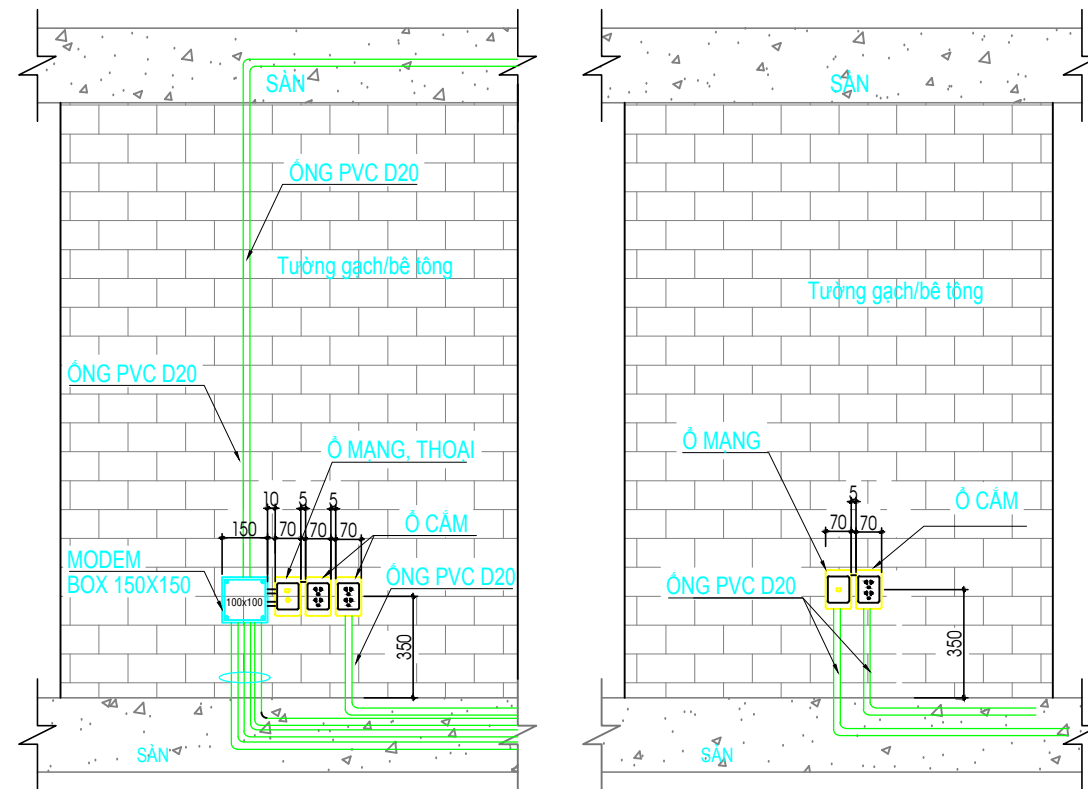 SÀN
ỐNG PVC D20
Tường gạch/bê tông
ỐNG PVC D20
Ổ MẠNG, THOẠI
10
5
5
150
70
70
70
Ổ CẮM
MODEM
BOX 150X150
100x100
ỐNG PVC D20
350
SÀN
SÀN
Tường gạch/bê tông
Ổ MẠNG
5
70
70
Ổ CẮM
ỐNG PVC D20
350
SÀN